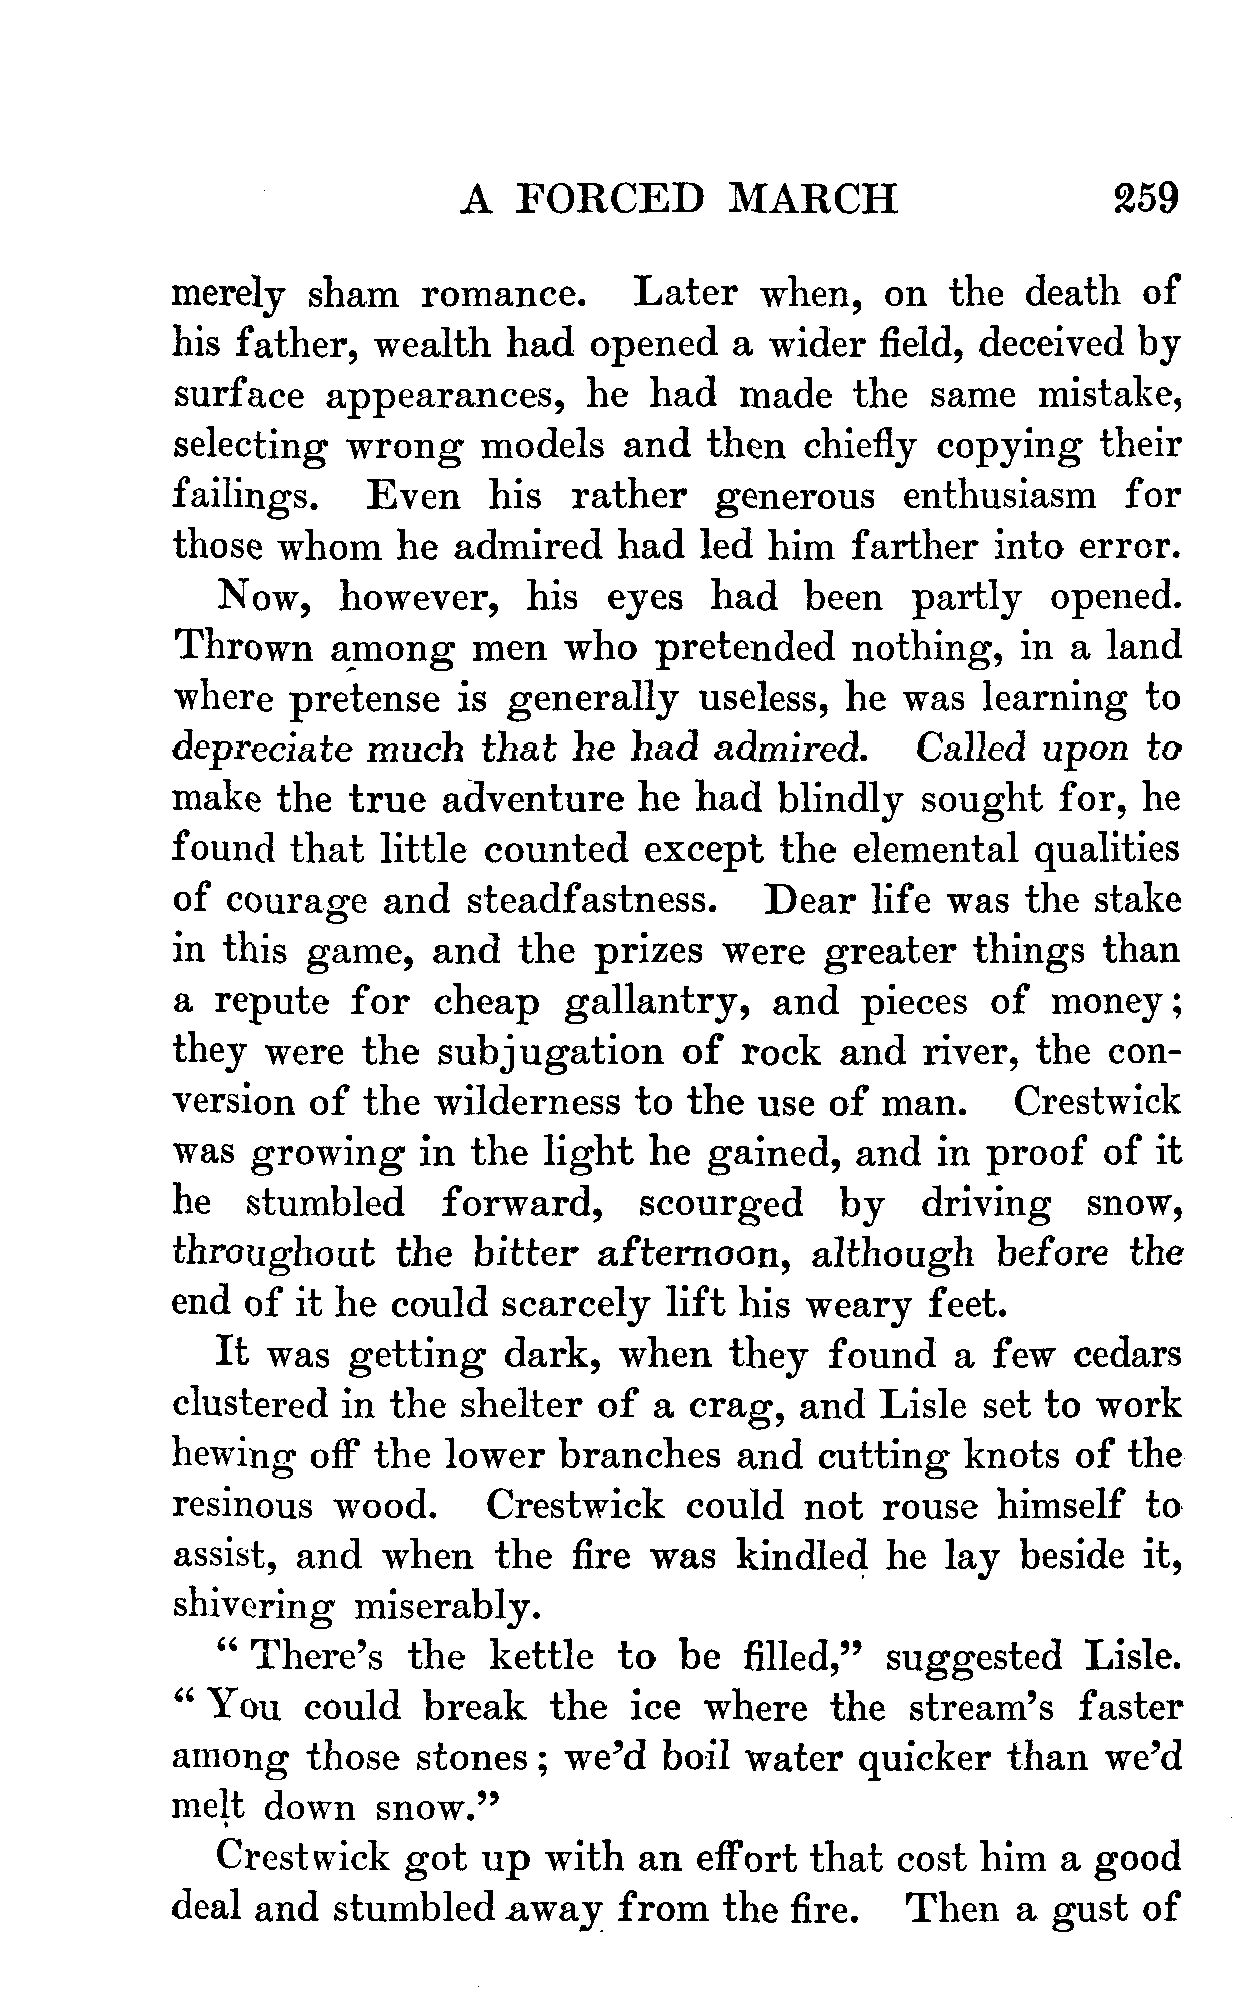 A FORCED MARCH 259
merely sham romance. Later when, on the death of
his father, wealth had opened a wider field, deceived by
surface appearances, he had made the same mistake,
selecting wrong models and then chiefly copying their
failings. Even his rather generous enthusiasm for
those whom he admired had led him farther into error.
Now, however, his eyes had been partly opened.
Thrown among men who pretended nothing, in a land
where pretense is generally useless, he was learning to
depreciate much that he had admired. Called upon to
make the true adventure he had blindly sought for, he
found that little counted except the elemental qualities
of courage and steadfastness. Dear life was the stake
in this game, and the prizes were greater things than
a repute for cheap gallantry, and pieces of money;
they were the subjugation of rock and river, the con-
version of the wilderness to the use of man. Crestwick
was growing in the light he gained, and in proof of it
he stumbled forward, scourged by driving snow,
throughout the bitter afternoon, although before the
end of it he could scarcely lift his weary feet.
It was getting dark, when they found a few cedars
clustered in the shelter of a crag, and Lisle set to work
hewing off the lower branches and cutting knots of the
resinous wood. Crestwick could not rouse himself to
assist, and when the fire was kindled he lay beside it,
shivering miserably.
“There’s the kettle to be filled,” suggested Lisle.
“You could break the ice where the stream’s faster
among those stones; we’d boil water quicker than we’d
melt down snow.”
Crestwick got up with an effort that cost him a good
deal and stumbled away from the fire. Then a gust of